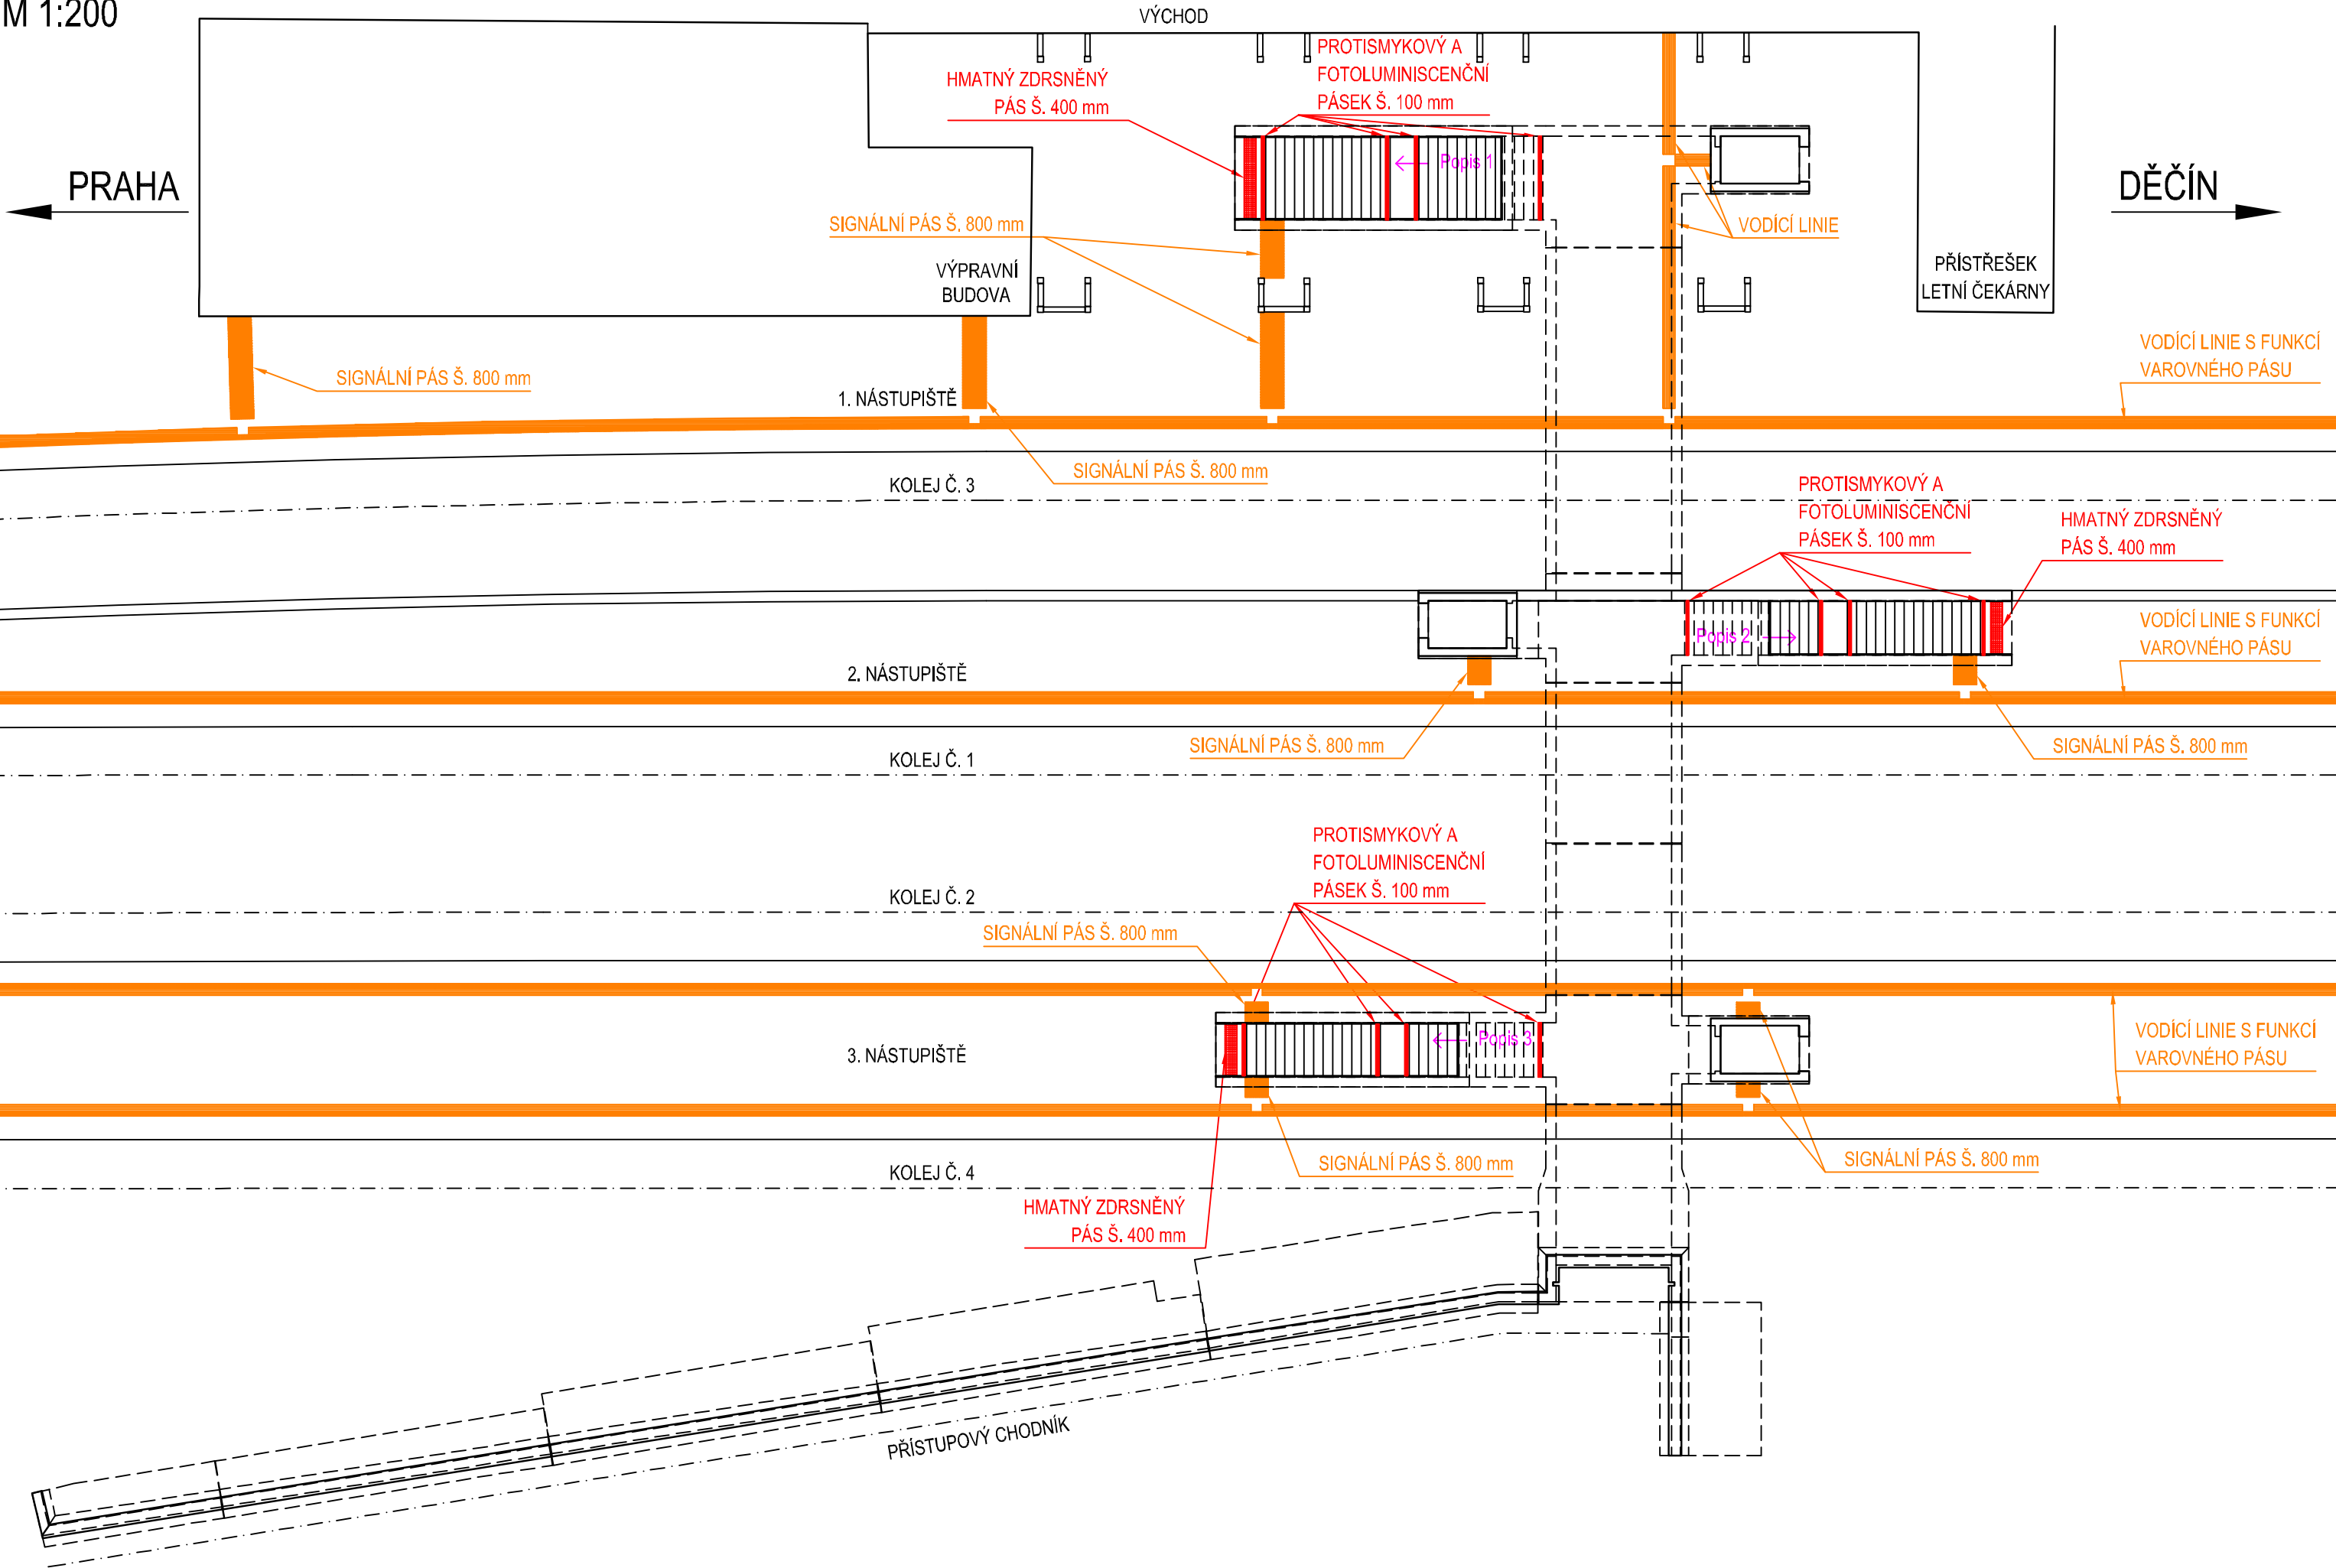 M 1:200
VÝCHOD
PROTISMYKOVÝ A
FOTOLUMINISCENČNÍ
PÁSEK Š. 100 mm
HMATNÝ ZDRSNĚNÝ
PÁS Š. 400 mm
PRAHA
DĚČÍN
Popis 1
SIGNÁLNÍ PÁS Š. 800 mm
VODÍCÍ LINIE
VÝPRAVNÍ
BUDOVA
PŘÍSTŘEŠEK
LETNÍ ČEKÁRNY
SIGNÁLNÍ PÁS Š. 800 mm
1. NÁSTUPIŠTĚ
VODÍCÍ LINIE S FUNKCÍ
VAROVNÉHO PÁSU
SIGNÁLNÍ PÁS Š. 800 mm
KOLEJ Č. 3
PROTISMYKOVÝ A
FOTOLUMINISCENČNÍ
PÁSEK Š. 100 mm
HMATNÝ ZDRSNĚNÝ
PÁS Š. 400 mm
Popis 2
VODÍCÍ LINIE S FUNKCÍ
VAROVNÉHO PÁSU
2. NÁSTUPIŠTĚ
SIGNÁLNÍ PÁS Š. 800 mm
SIGNÁLNÍ PÁS Š. 800 mm
KOLEJ Č. 1
PROTISMYKOVÝ A
FOTOLUMINISCENČNÍ
PÁSEK Š. 100 mm
KOLEJ Č. 2
SIGNÁLNÍ PÁS Š. 800 mm
Popis 3
3. NÁSTUPIŠTĚ
VODÍCÍ LINIE S FUNKCÍ
VAROVNÉHO PÁSU
SIGNÁLNÍ PÁS Š. 800 mm
SIGNÁLNÍ PÁS Š. 800 mm
KOLEJ Č. 4
HMATNÝ ZDRSNĚNÝ
PÁS Š. 400 mm
PŘÍSTUPOVÝ CHODNÍK